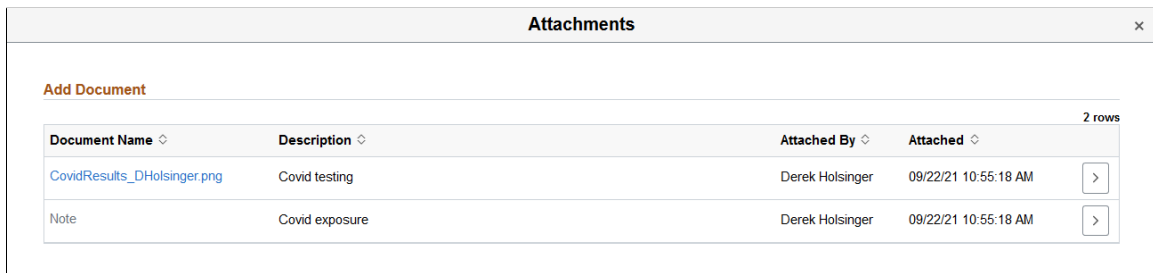 Attachments ×
Add Document
2 rows
Document Name Description Attached By Attached
CovidResults_DHolsinger.png Covid testing Derek Holsinger 09/22/21 10:55:18 AM
Note Covid exposure Derek Holsinger 09/22/21 10:55:18 AM